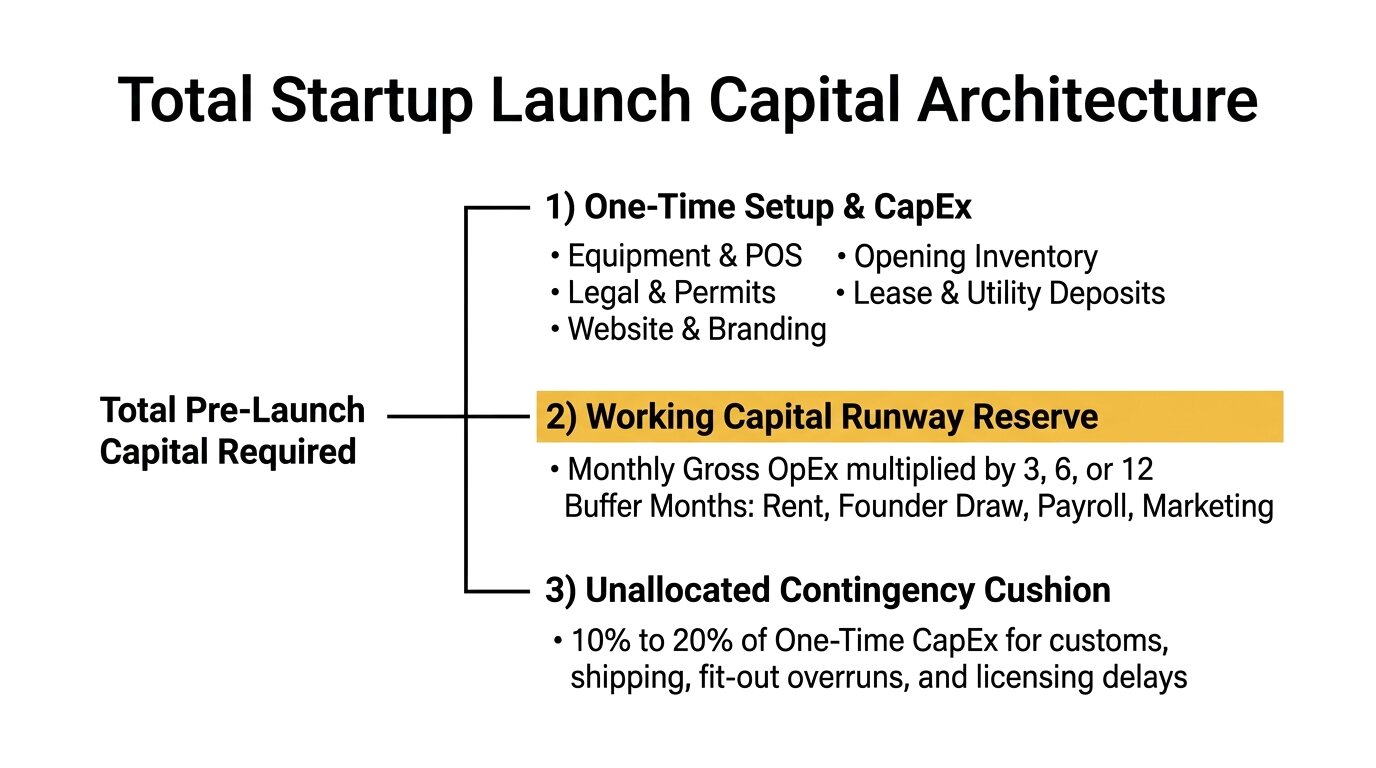 Total Startup Launch Capital Architecture
1) One-Time Setup & CapEx
• Equipment & POS
• Opening Inventory
• Legal & Permits
• Lease & Utility Deposits
• Website & Branding
Total Pre-Launch
Capital Required
2) Working Capital Runway Reserve
• Monthly Gross OpEx multiplied by 3, 6, or 12
Buffer Months: Rent, Founder Draw, Payroll, Marketing
3) Unallocated Contingency Cushion
• 10% to 20% of One-Time CapEx for customs,
shipping, fit-out overruns, and licensing delays